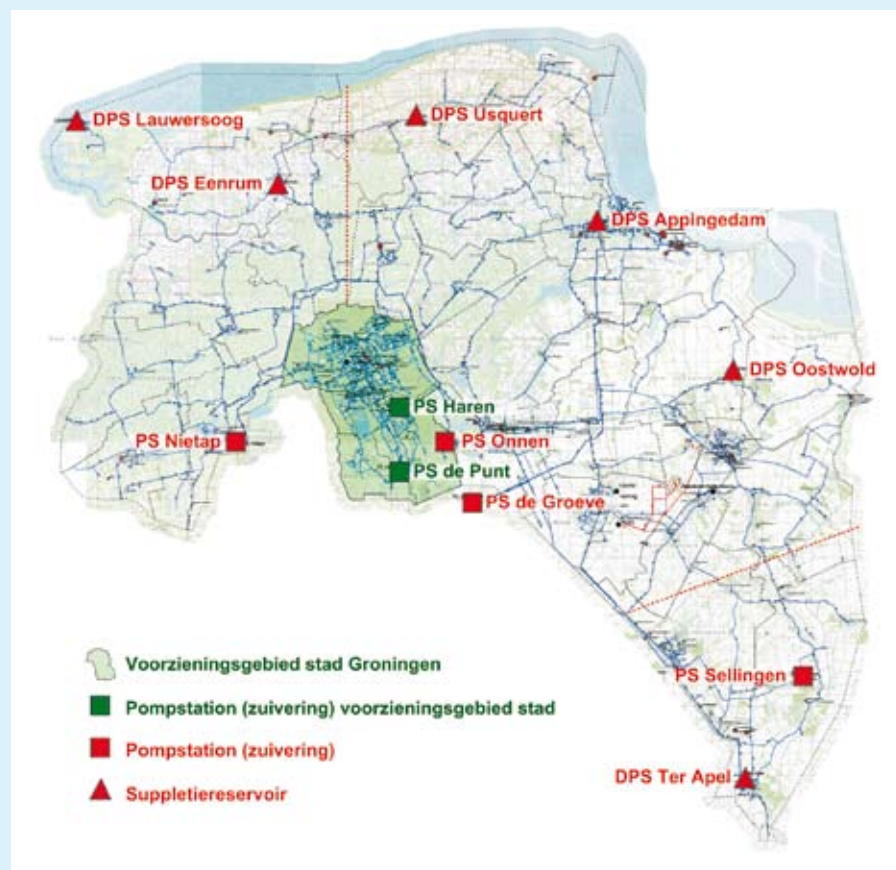 DPS Lauwersoog
DPS Usquert
DPS Eenrum
DPS Appingedam
DPS Oostwold
PS Haren
PS Nietap
PS Onnen
PS de Punt
PS de Groeve
PS Sellingen
DPS Ter Apel
Voorzieningsgebied stad Groningen
Pompstation (zuivering) voorzieningsgebied stad
Pompstation (zuivering)
Suppletiereservoir